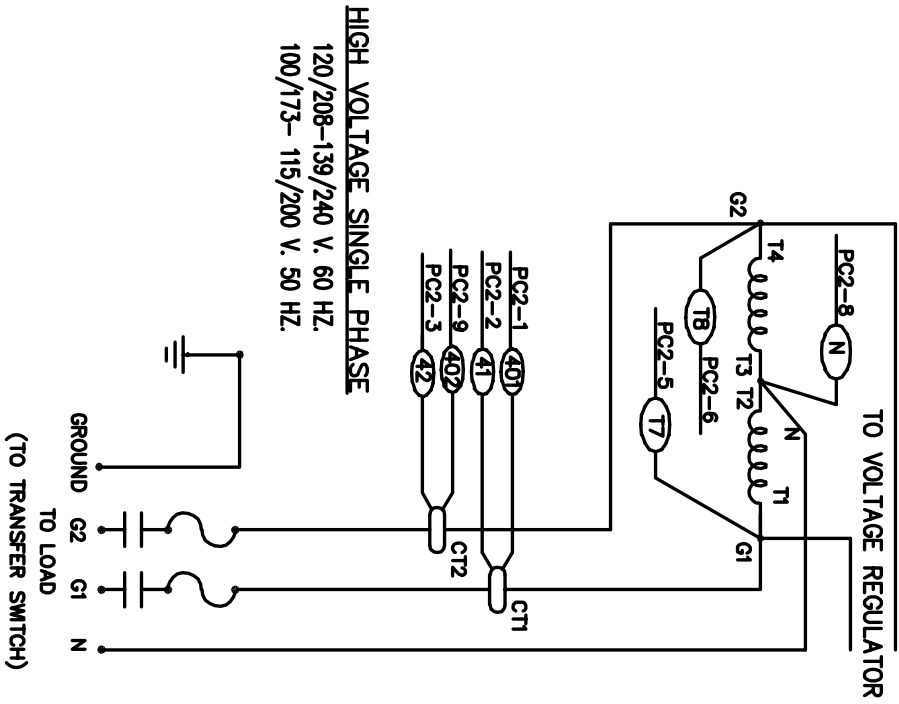 TO VOLTAGE REGULATOR
PC2-8
N
G2
T4
T3
T2
T1
G1
N
T8
PC2-6
PC2-5
T7
PC2-1
401
PC2-2
41
PC2-9
402
PC2-3
42
CT1
CT2
HIGH VOLTAGE SINGLE PHASE
120/208-139/240 V. 60 HZ.
100/173- 115/200 V. 50 HZ.
GROUND
G2
G1
N
TO LOAD
(TO TRANSFER SWITCH)